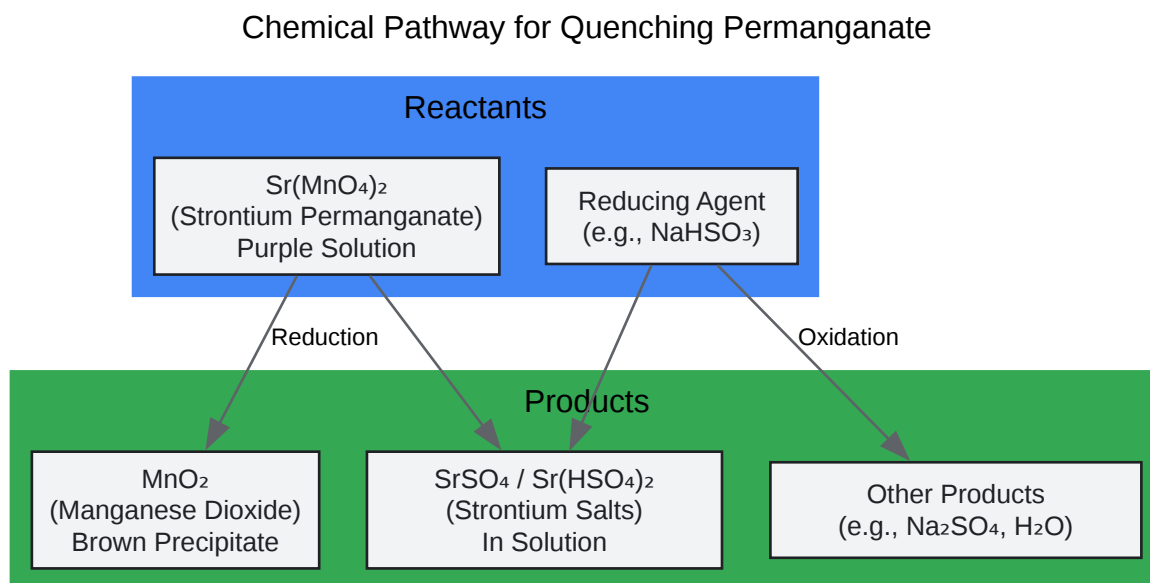 Chemical Pathway for Quenching Permanganate
Reactants
Sr(MnO₄)₂
(Strontium Permanganate)
Purple Solution
Reducing Agent
(e.g., NaHSO₃)
Reduction
Oxidation
Products
MnO₂
(Manganese Dioxide)
Brown Precipitate
SrSO₄ / Sr(HSO₄)₂
(Strontium Salts)
In Solution
Other Products
(e.g., Na₂SO₄, H₂O)